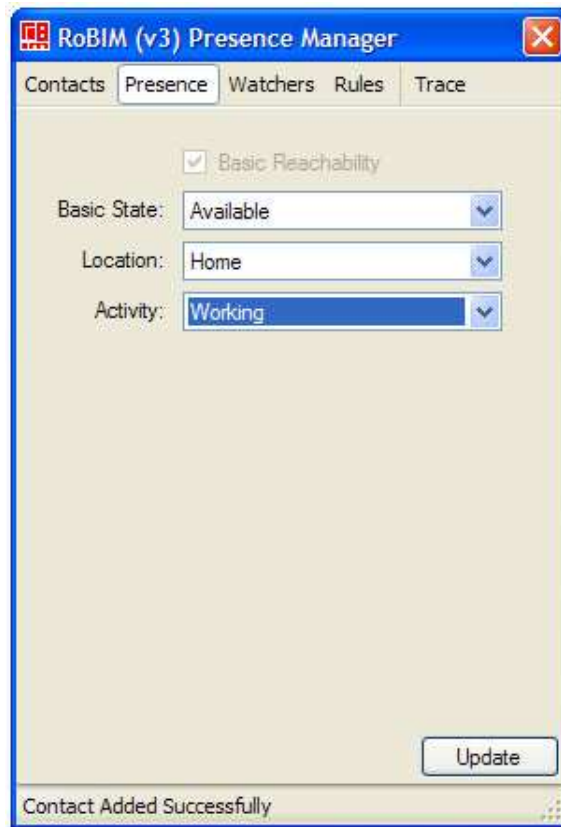 RoBIM (v3) Presence Manager
Contacts Presence Watchers Rules Trace
Basic Reachability
Basic State: Available
Location: Home
Activity: Working
Update
Contact Added Successfully